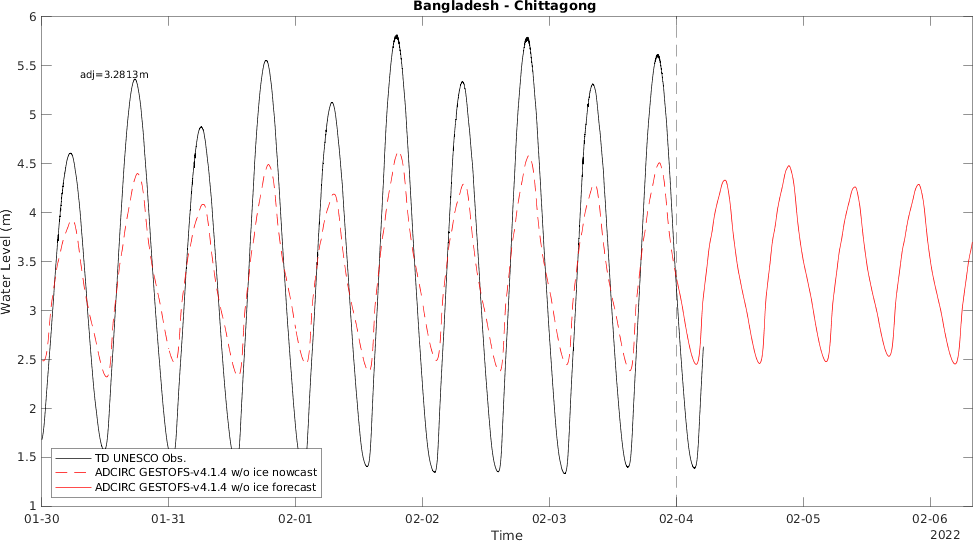 Bangladesh - Chittagong
6
5.5
adj=3.2813m
5
4.5
4
3.5
3
2.5
2
1.5
1
Water Level (m)
TD UNESCO Obs.
ADCIRC GESTOFS-v4.1.4 w/o ice nowcast
ADCIRC GESTOFS-v4.1.4 w/o ice forecast
01-30 01-31 02-01 02-02 02-03 02-04 02-05 02-06
Time
2022